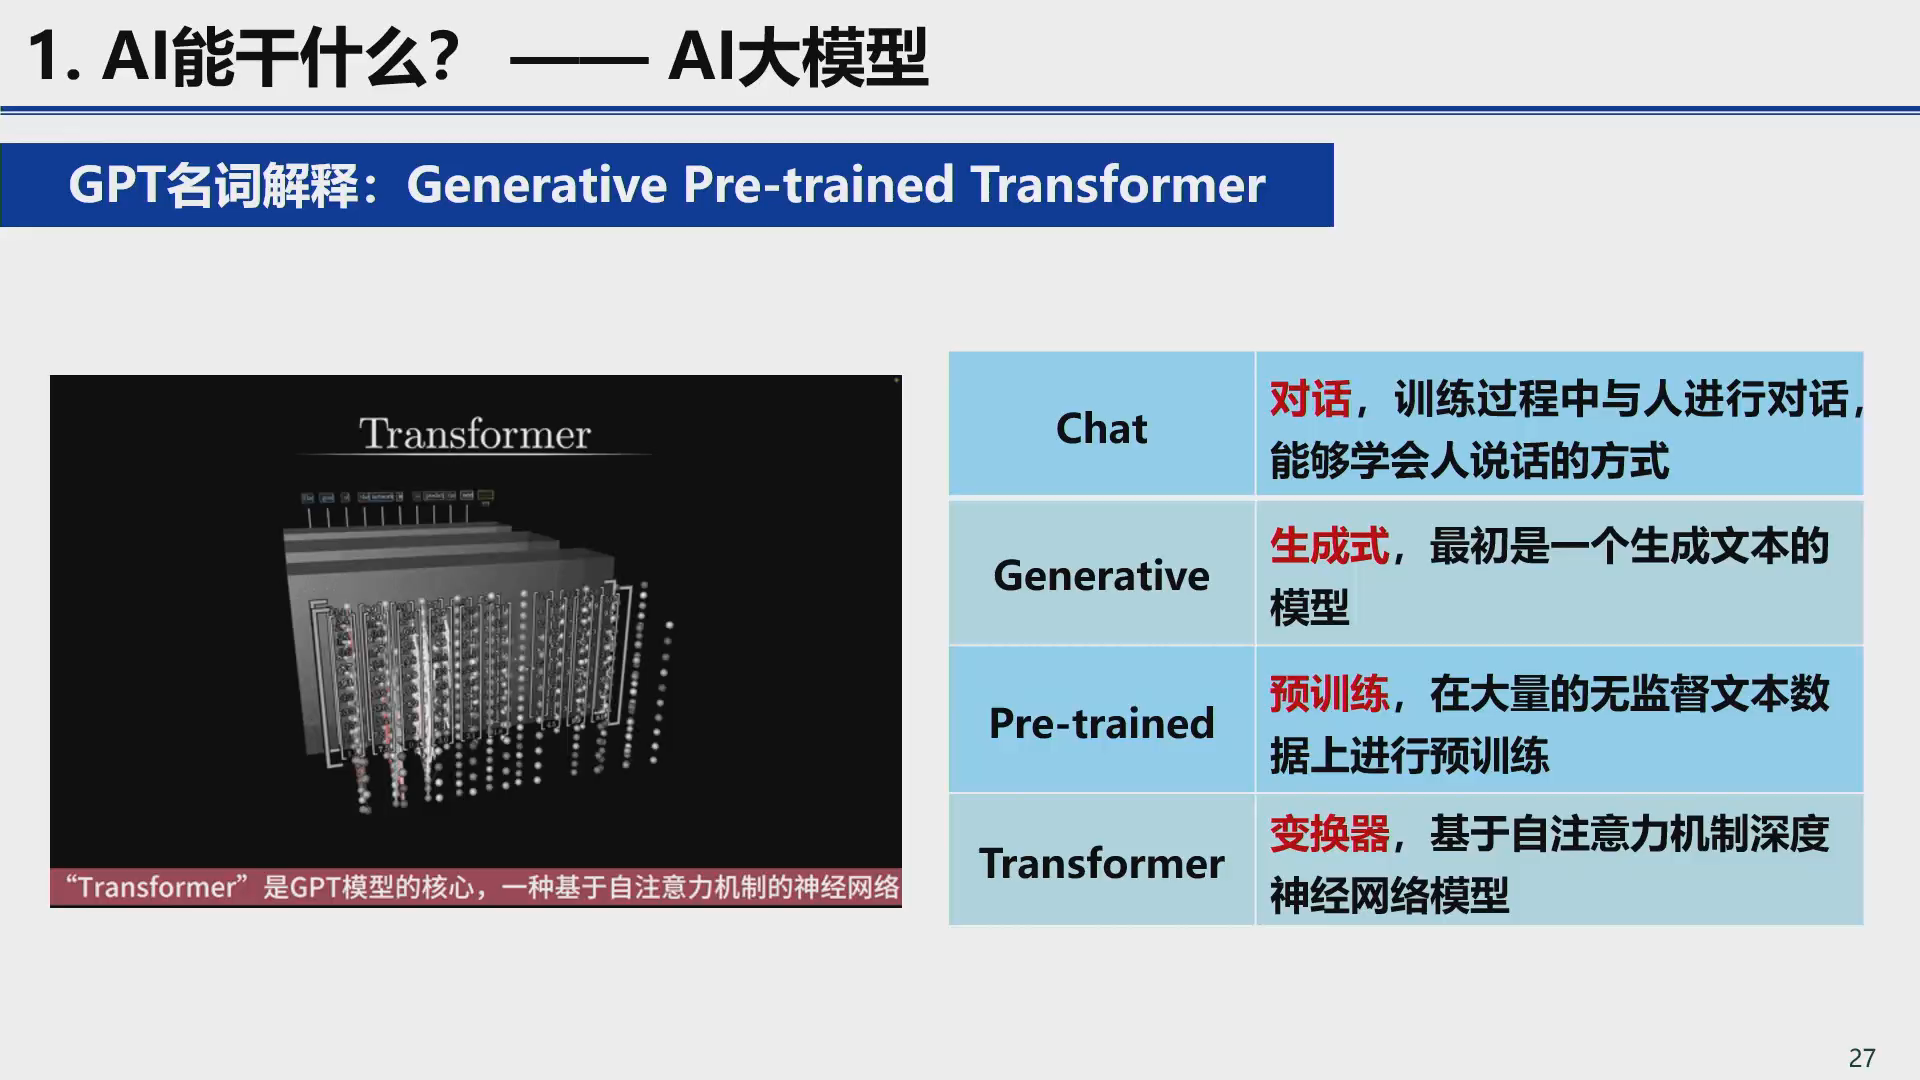 1. AI能干什么？ —— AI大模型
GPT名词解释：Generative Pre-trained Transformer
Transformer
“Transformer”是GPT模型的核心，一种基于自注意力机制的神经网络
Chat
对话，训练过程中与人进行对话，
能够学会人说话的方式
Generative
生成式，最初是一个生成文本的
模型
Pre-trained
预训练，在大量的无监督文本数
据上进行预训练
Transformer
变换器，基于自注意力机制深度
神经网络模型
27